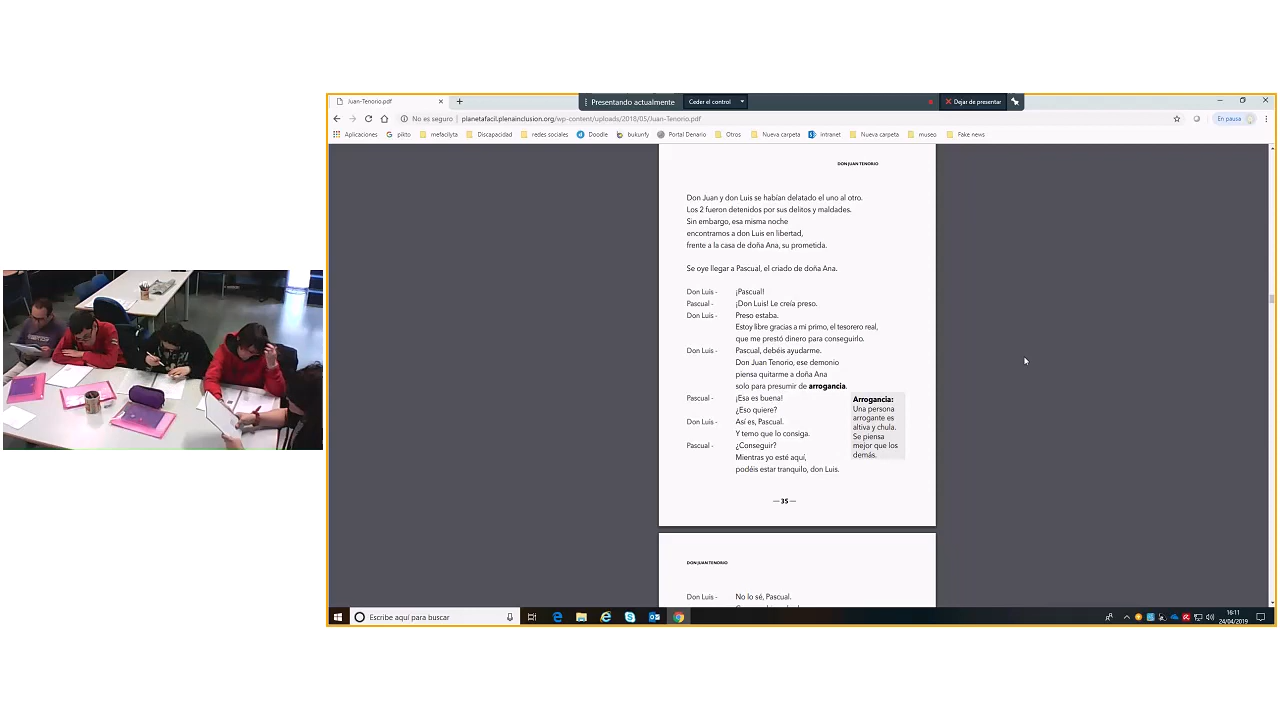 Juan-Tenorio.pdf
Presentando actualmente
Ceder el control
Dejar de presentar
No es seguro
planetafacil.plenainclusion.org/wp-content/uploads/2018/05/Juan-Tenorio.pdf
En pausa
Aplicaciones
mefacilyta
Discapacidad
redes sociales
Doodle
bukunfy
Portal Denario
Otros
Nueva carpeta
intranet
Nueva carpeta
museo
Fake news
DON JUAN TENORIO
Don Juan y don Luis se habían delatado el uno al otro.
Los 2 fueron detenidos por sus delitos y maldades.
Sin embargo, esa misma noche
encontramos a don Luis en libertad,
frente a la casa de doña Ana, su prometida.
Se oye llegar a Pascual, el criado de doña Ana.
Don Luis - ¡Pascual!
Pascual - ¡Don Luis! Le creía preso.
Don Luis - Preso estaba.
Estoy libre gracias a mi primo, el tesorero real,
que me prestó dinero para conseguirlo.
Don Luis - Pascual, debéis ayudarme.
Don Juan Tenorio, ese demonio
piensa quitarme a doña Ana
solo para presumir de arrogancia.
Pascual - ¡Esa es buena!
¿Eso quiere?
Don Luis - Así es, Pascual.
Y temo que lo consiga.
Pascual - ¿Conseguir?
Mientras yo esté aquí,
podéis estar tranquilo, don Luis.
Arrogancia:
Una persona
arrogante es
altiva y chula.
Se piensa
mejor que los
demás.
— 35 —
DON JUAN TENORIO
Don Luis - No lo sé, Pascual.
Escribe aquí para buscar
16:11
24/04/2019